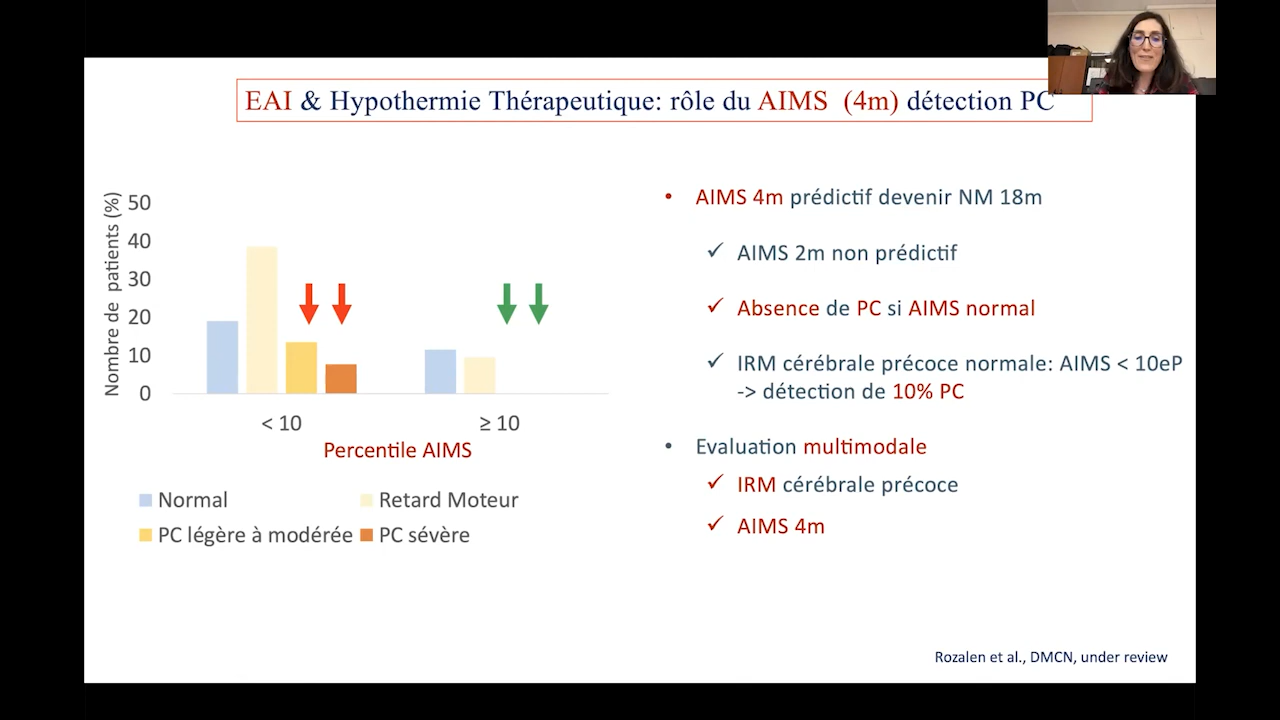 EAI & Hypothermie Thérapeutique: rôle du AIMS (4m) détection PC
Nombre de patients (%)
50
40
30
20
10
0
< 10
≥ 10
Percentile AIMS
Normal
Retard Moteur
PC légère à modérée
PC sévère
• AIMS 4m prédictif devenir NM 18m
✓ AIMS 2m non prédictif
✓ Absence de PC si AIMS normal
✓ IRM cérébrale précoce normale: AIMS < 10eP
-> détection de 10% PC
• Evaluation multimodale
✓ IRM cérébrale précoce
✓ AIMS 4m
Rozalen et al., DMCN, under review